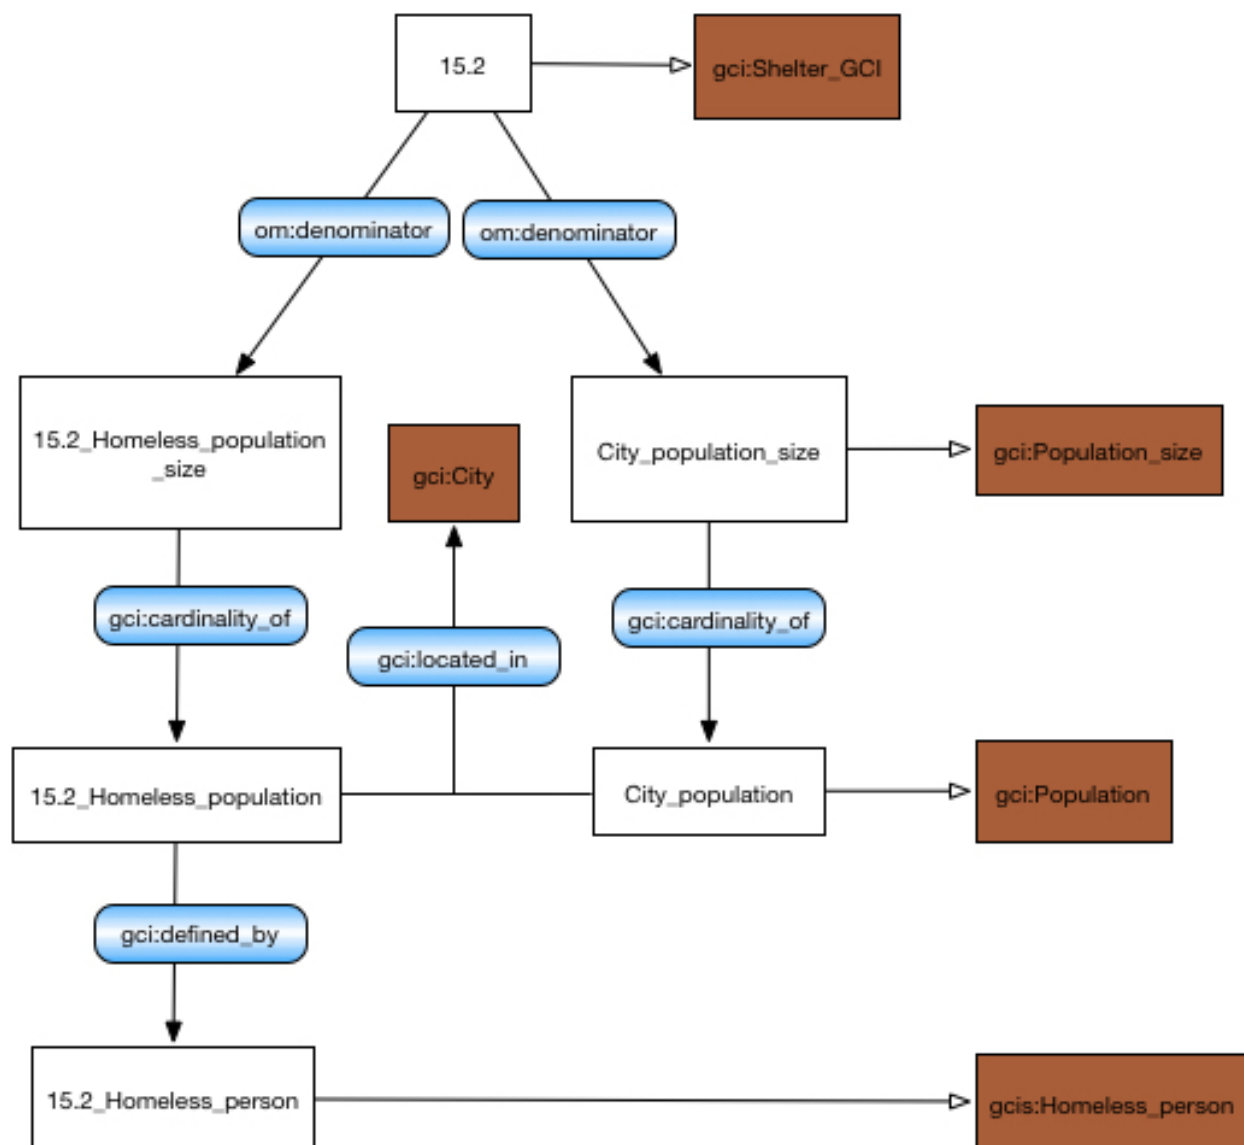 15.2
gci:Shelter_GCI
om:denominator
om:denominator
15.2_Homeless_population
_size
gci:City
City_population_size
gci:Population_size
gci:cardinality_of
gci:located_in
gci:cardinality_of
15.2_Homeless_population
City_population
gci:Population
gci:defined_by
15.2_Homeless_person
gcis:Homeless_person